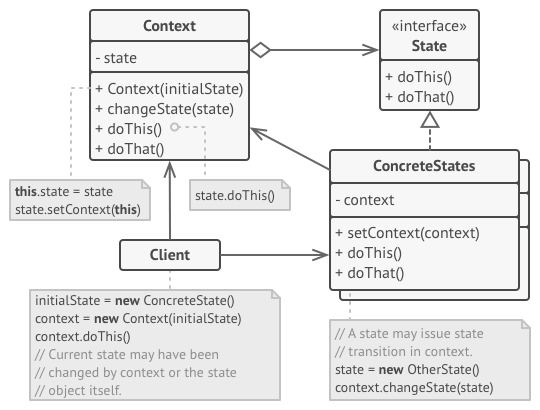 Context
- state
+ Context(initialState)
+ changeState(state)
+ doThis()
+ doThat()
«interface»
State
+ doThis()
+ doThat()
this.state = state
state.setContext(this)
state.doThis()
ConcreteStates
- context
+ setContext(context)
+ doThis()
+ doThat()
Client
initialState = new ConcreteState()
context = new Context(initialState)
context.doThis()
// Current state may have been
// changed by context or the state
// object itself.
// A state may issue state
// transition in context.
state = new OtherState()
context.changeState(state)